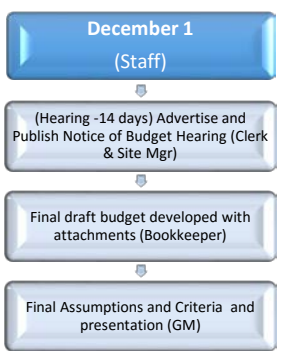 December 1
(Staff)
(Hearing -14 days) Advertise and
Publish Notice of Budget Hearing (Clerk
& Site Mgr)
Final draft budget developed with
attachments (Bookkeeper)
Final Assumptions and Criteria and
presentation (GM)